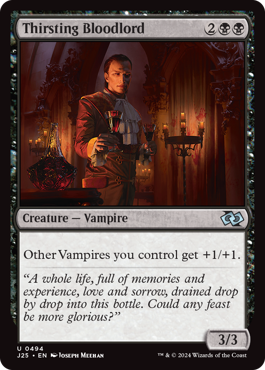 Thirsting Bloodlord 2
Creature — Vampire
Other Vampires you control get +1/+1.
“A whole life, full of memories and
experience, love and sorrow, drained drop
by drop into this bottle. Could any feast
be more glorious?”
3/3
U 0494
J25 • EN Joseph Meehan
™ & © 2024 Wizards of the Coast